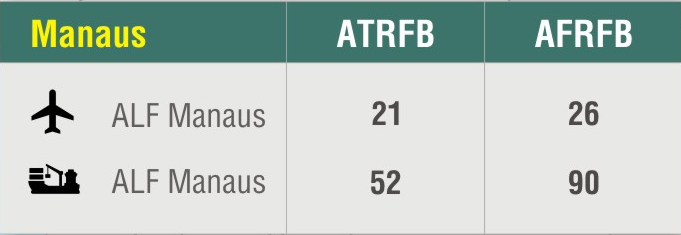 Manaus ATRFB AFRFB
ALF Manaus 21 26
ALF Manaus 52 90